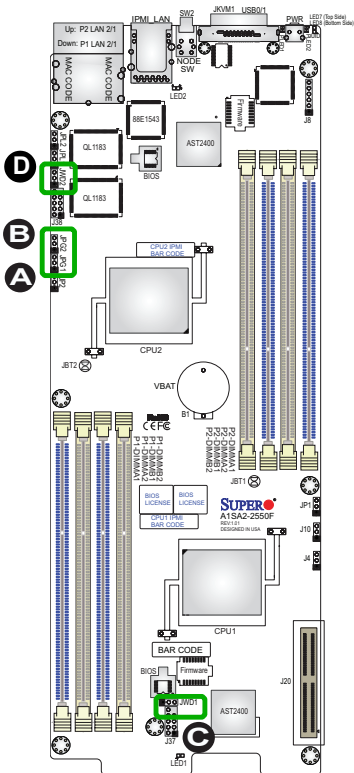 Up: P2 LAN 2/1
Down: P1 LAN 2/1
MAC CODE
MAC CODE
IPMI_LAN
SW2
NODE
SW
LED2
JKVM1
USB0/1
PWR
LED7 (Top Side)
LED8 (Bottom Side)
J8
Firmware
88E1543
AST2400
BIOS
JPL2
JPL1
QL1183
D
JWD2
QL1183
J38
B
JPG2
JPG1
A
JP2
CPU2 IPMI
BAR CODE
CPU2
JBT2
VBAT
B1
P2-DIMMA1
P2-DIMMA2
P2-DIMMB1
P2-DIMMB2
RoHS
CE FC
P1-DIMMB2
P1-DIMMB1
P1-DIMMA2
P1-DIMMA1
JBT1
BIOS
LICENSE
BIOS
LICENSE
CPU1 IPMI
BAR CODE
SUPER
A1SA2-2550F
REV:1.01
DESIGNED IN USA
JP1
J10
J4
CPU1
BAR CODE
BIOS
Firmware
JWD1
AST2400
J20
C
J37
LED1